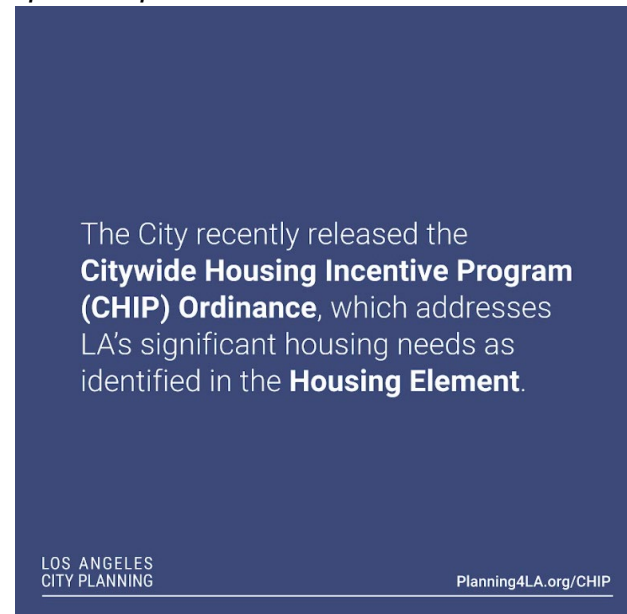 The City recently released the
Citywide Housing Incentive Program
(CHIP) Ordinance, which addresses
LA's significant housing needs as
identified in the Housing Element.
LOS ANGELES
CITY PLANNING
Planning4LA.org/CHIP